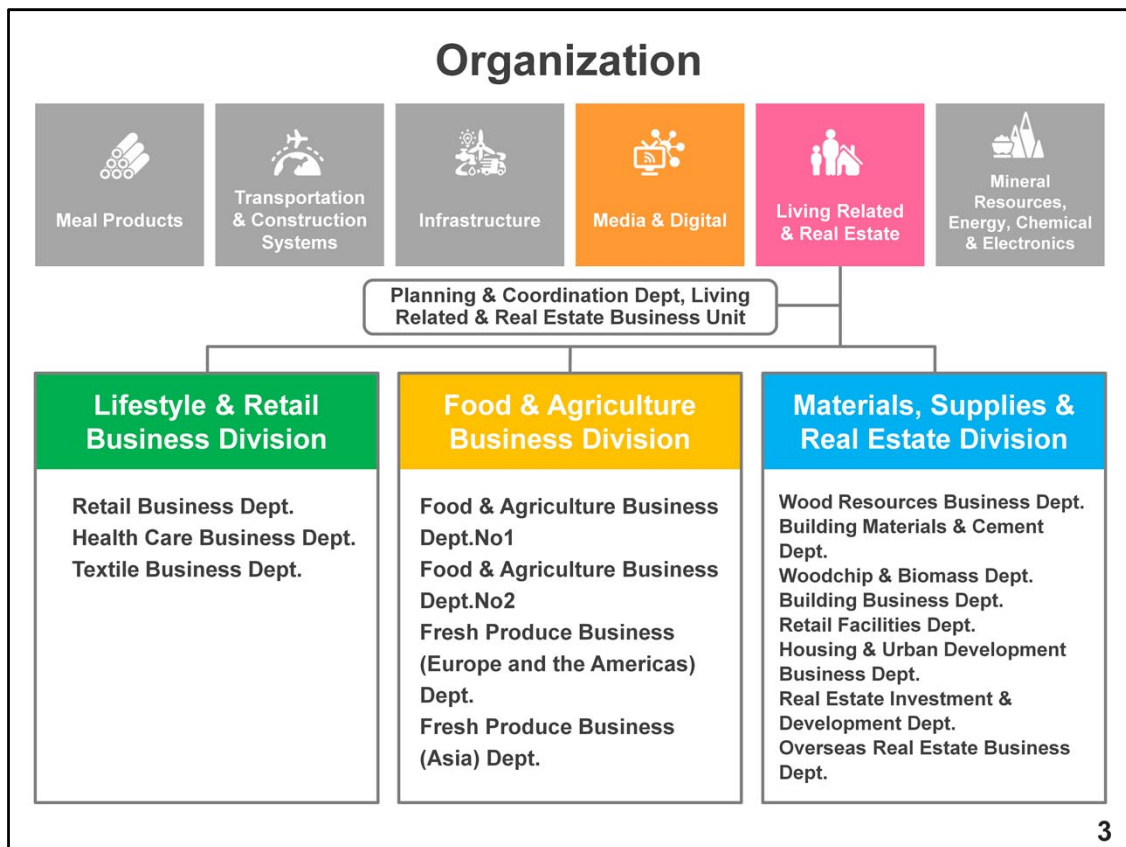 Organization
Meal Products
Transportation
& Construction
Systems
Infrastructure
Media & Digital
Living Related
& Real Estate
Mineral
Resources,
Energy, Chemical
& Electronics
Planning & Coordination Dept, Living
Related & Real Estate Business Unit
Lifestyle & Retail
Business Division
Retail Business Dept.
Health Care Business Dept.
Textile Business Dept.
Food & Agriculture
Business Division
Food & Agriculture Business
Dept.No1
Food & Agriculture Business
Dept.No2
Fresh Produce Business
(Europe and the Americas)
Dept.
Fresh Produce Business
(Asia) Dept.
Materials, Supplies &
Real Estate Division
Wood Resources Business Dept.
Building Materials & Cement
Dept.
Woodchip & Biomass Dept.
Building Business Dept.
Retail Facilities Dept.
Housing & Urban Development
Business Dept.
Real Estate Investment &
Development Dept.
Overseas Real Estate Business
Dept.
3